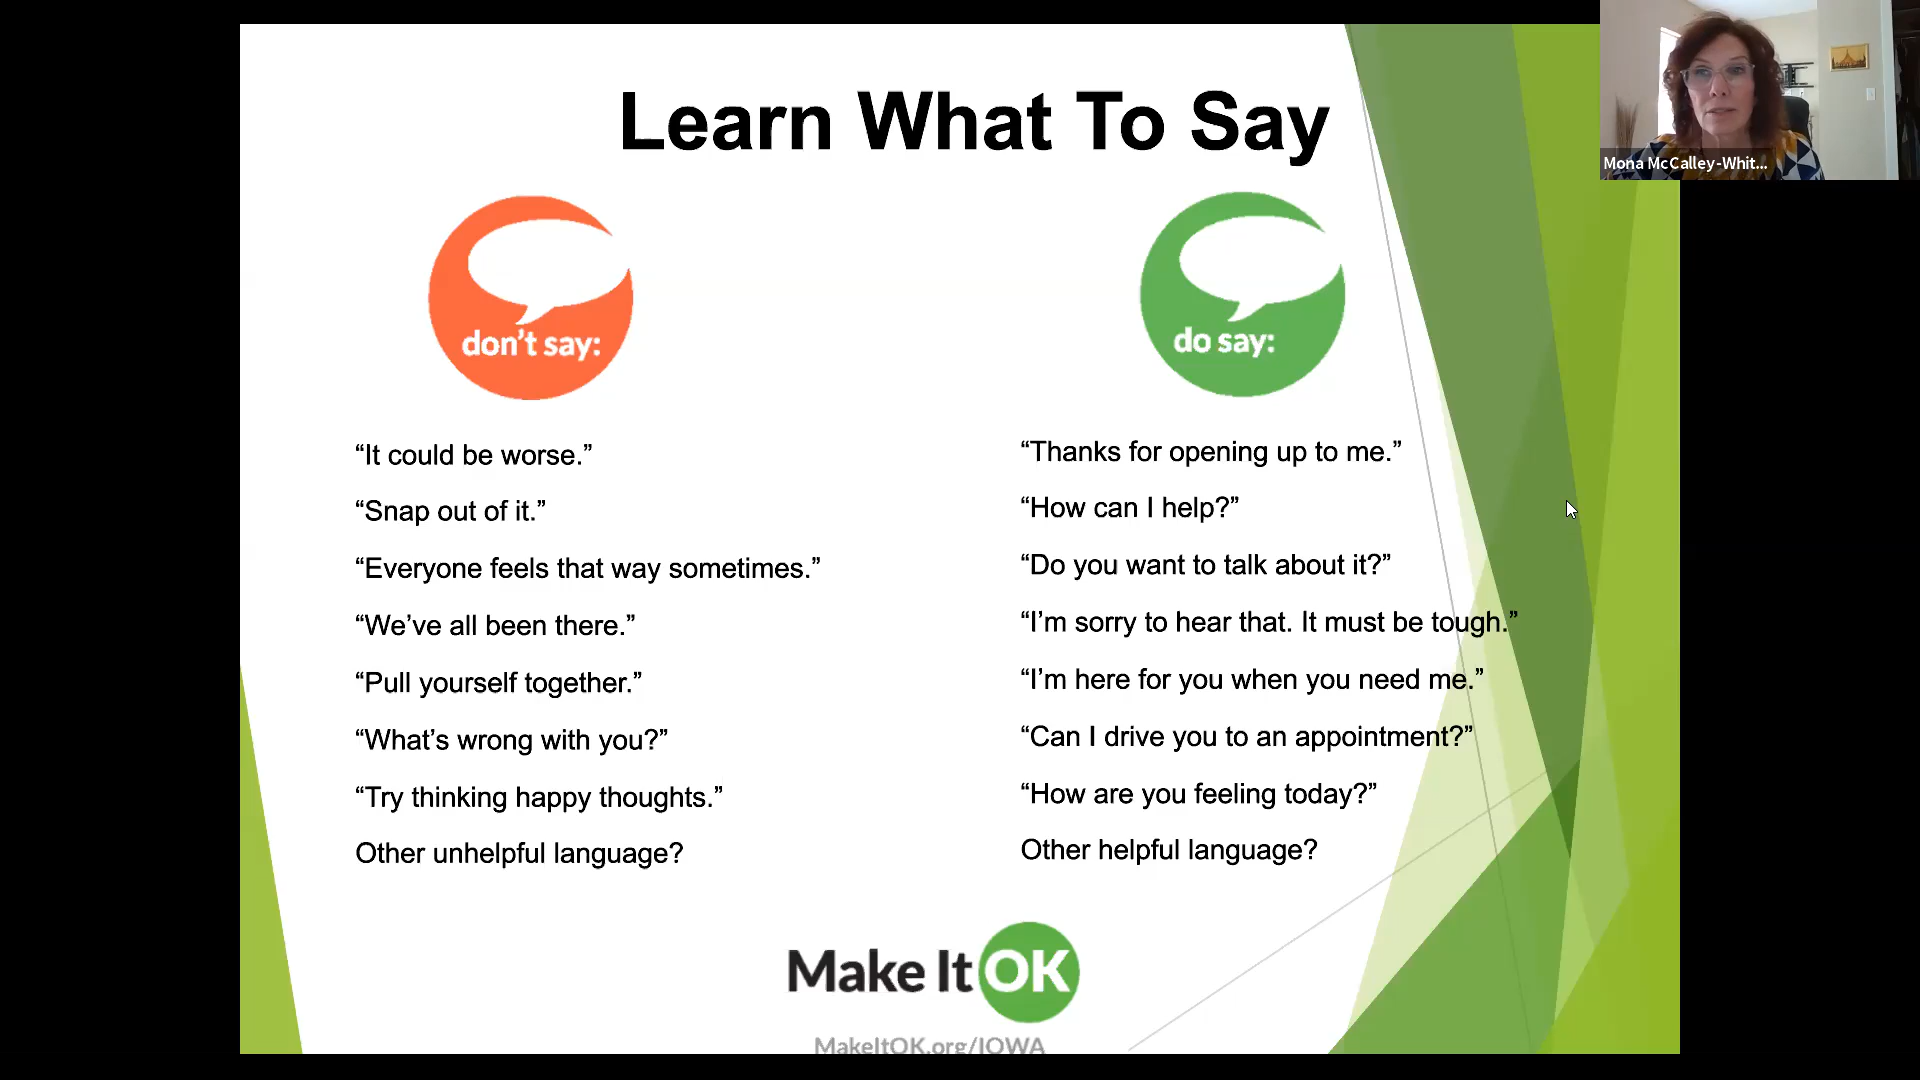 Learn What To Say
Mona McCalley-Whit...
don't say:
“It could be worse.”
“Snap out of it.”
“Everyone feels that way sometimes.”
“We’ve all been there.”
“Pull yourself together.”
“What’s wrong with you?”
“Try thinking happy thoughts.”
Other unhelpful language?
do say:
“Thanks for opening up to me.”
“How can I help?”
“Do you want to talk about it?”
“I’m sorry to hear that. It must be tough.”
“I’m here for you when you need me.”
“Can I drive you to an appointment?”
“How are you feeling today?”
Other helpful language?
Make It OK
MakeItOK.org/IOWA